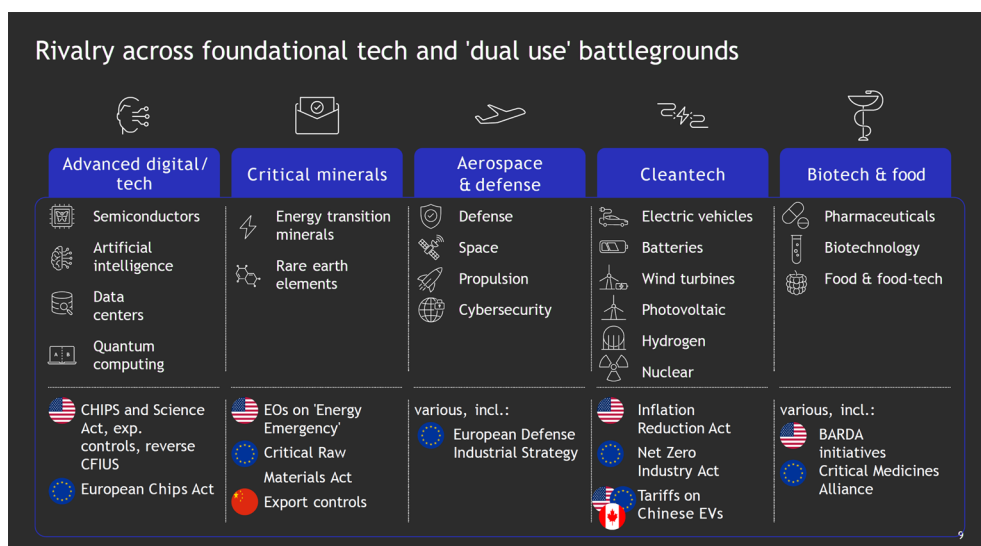 Rivalry across foundational tech and 'dual use' battlegrounds
Advanced digital/
tech
Semiconductors
Artificial
intelligence
Data
centers
A B
Quantum
computing
CHIPS and Science
Act, exp.
controls, reverse
CFIUS
European Chips Act
Critical minerals
Energy transition
minerals
Rare earth
elements
EOs on 'Energy
Emergency'
Critical Raw
Materials Act
Export controls
Aerospace
& defense
Defense
Space
Propulsion
Cybersecurity
various, incl.:
European Defense
Industrial Strategy
Cleantech
Electric vehicles
Batteries
Wind turbines
Photovoltaic
Hydrogen
Nuclear
Inflation
Reduction Act
Net Zero
Industry Act
Tariffs on
Chinese EVs
Biotech & food
Pharmaceuticals
Biotechnology
Food & food-tech
various, incl.:
BARDA
initiatives
Critical Medicines
Alliance
9